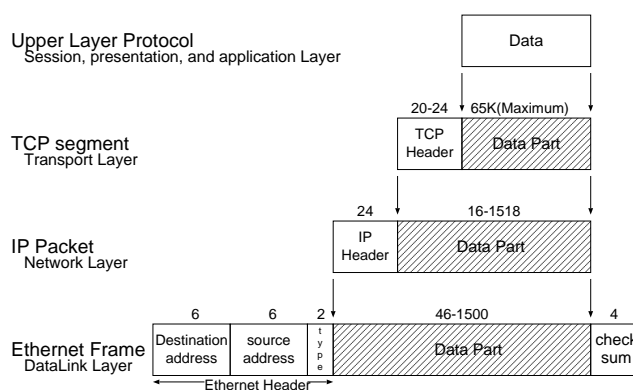 Upper Layer Protocol
Session, presentation, and application Layer
Data
20-24
65K(Maximum)
TCP segment
Transport Layer
TCP
Header
Data Part
24
16-1518
IP Packet
Network Layer
IP
Header
Data Part
6
6
2
46-1500
4
Ethernet Frame
DataLink Layer
Destination
address
source
address
type
Data Part
check
sum
Ethernet Header